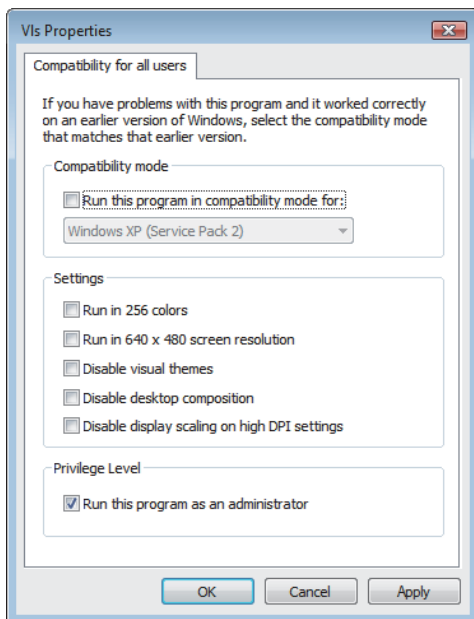 VIs Properties
Compatibility for all users
If you have problems with this program and it worked correctly
on an earlier version of Windows, select the compatibility mode
that matches that earlier version.
Compatibility mode
Run this program in compatibility mode for:
Windows XP (Service Pack 2)
Settings
Run in 256 colors
Run in 640 x 480 screen resolution
Disable visual themes
Disable desktop composition
Disable display scaling on high DPI settings
Privilege Level
Run this program as an administrator
OK Cancel Apply